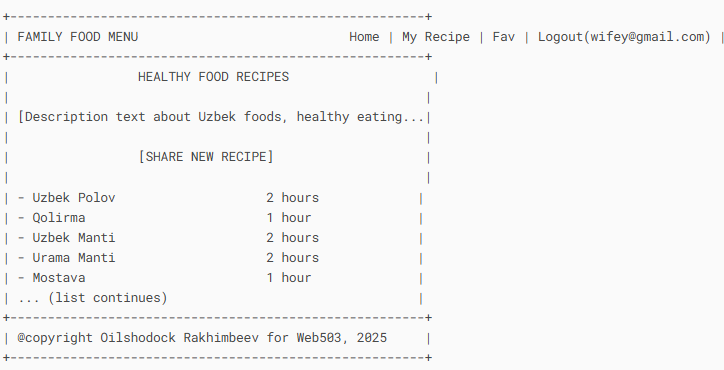 +-------------------------------------------------------+
| FAMILY FOOD MENU                            Home | My Recipe | Fav | Logout(wifey@gmail.com) |
+-------------------------------------------------------+
|                 HEALTHY FOOD RECIPES                   |
|                                                       |
| [Description text about Uzbek foods, healthy eating...|
|                                                       |
|                 [SHARE NEW RECIPE]                    |
|                                                       |
| - Uzbek Polov                    2 hours             |
| - Qolirma                        1 hour              |
| - Uzbek Manti                    2 hours             |
| - Urama Manti                    2 hours             |
| - Mostava                        1 hour              |
| ... (list continues)                                 |
+-------------------------------------------------------+
| @copyright Oilshodock Rakhimbeev for Web503, 2025     |
+-------------------------------------------------------+